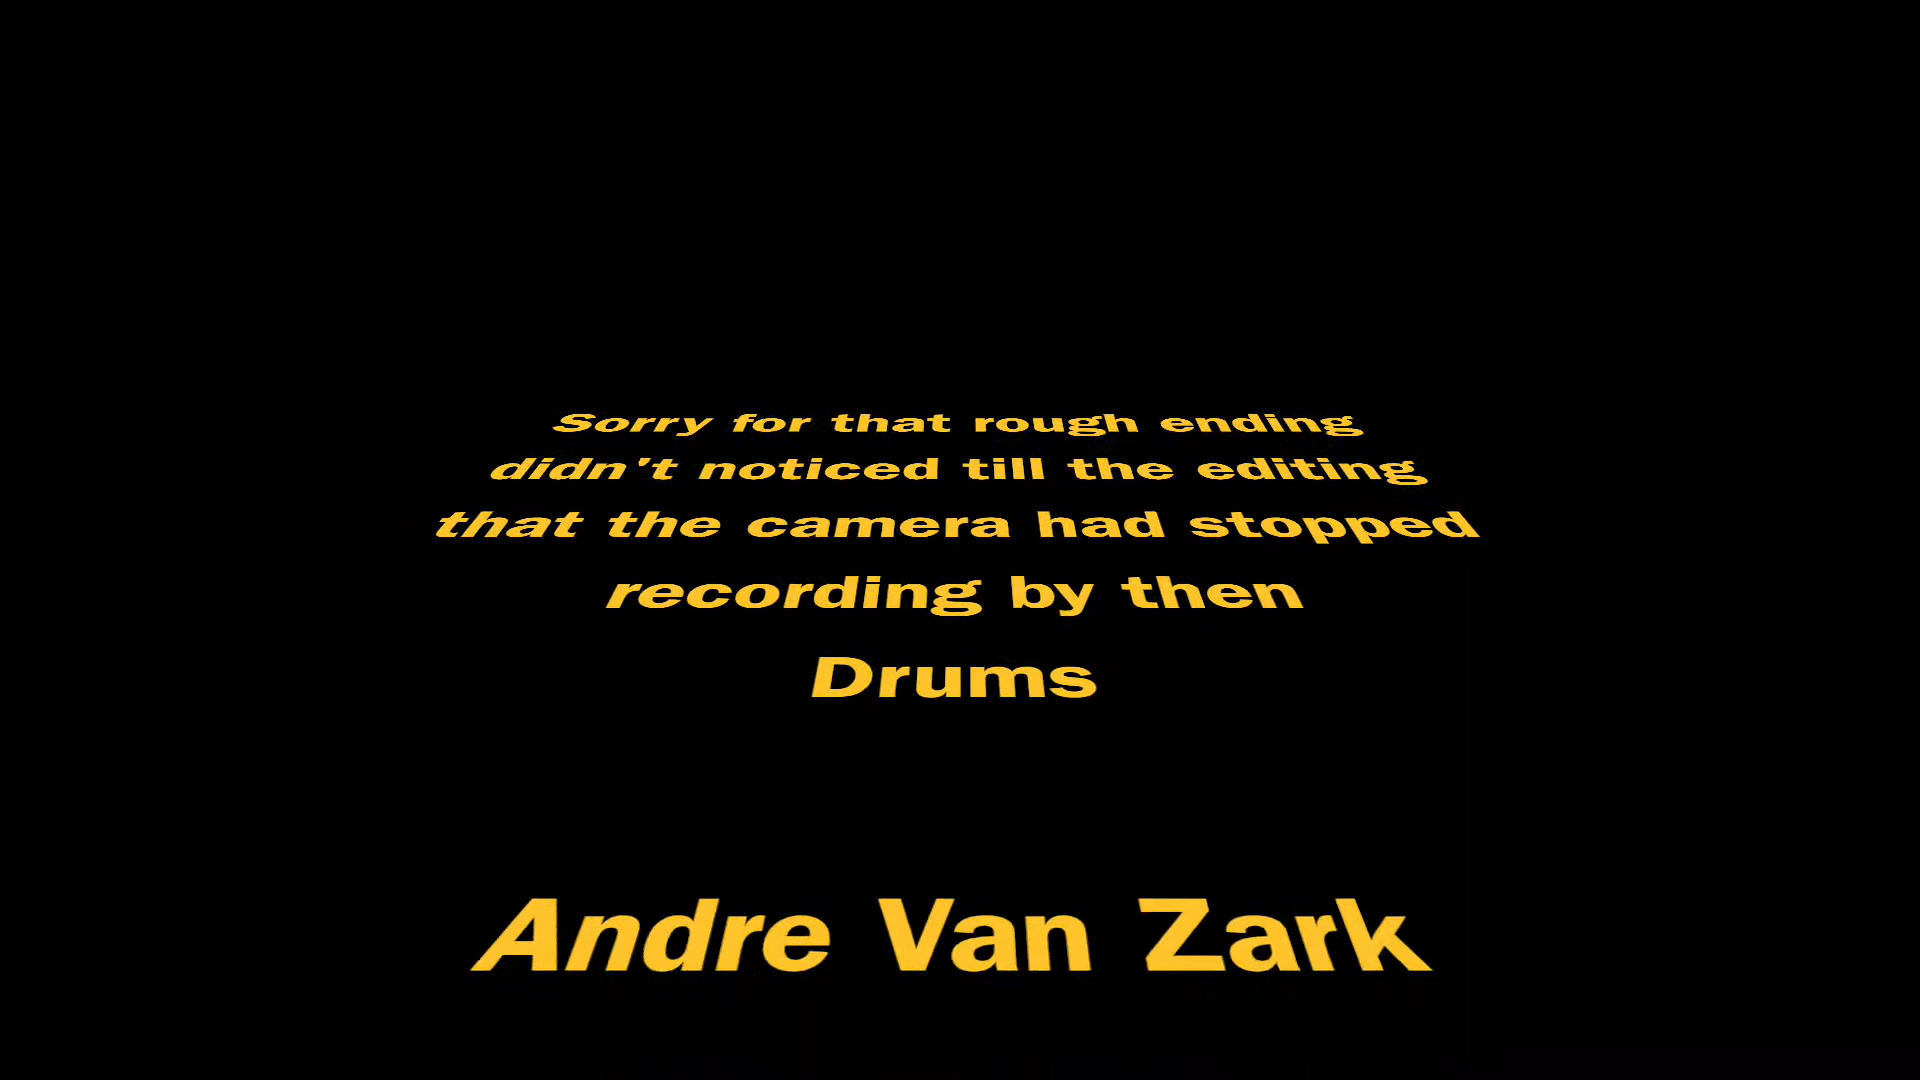 Sorry for that rough ending
didn't noticed till the editing
that the camera had stopped
recording by then
Drums
Andre Van Zark